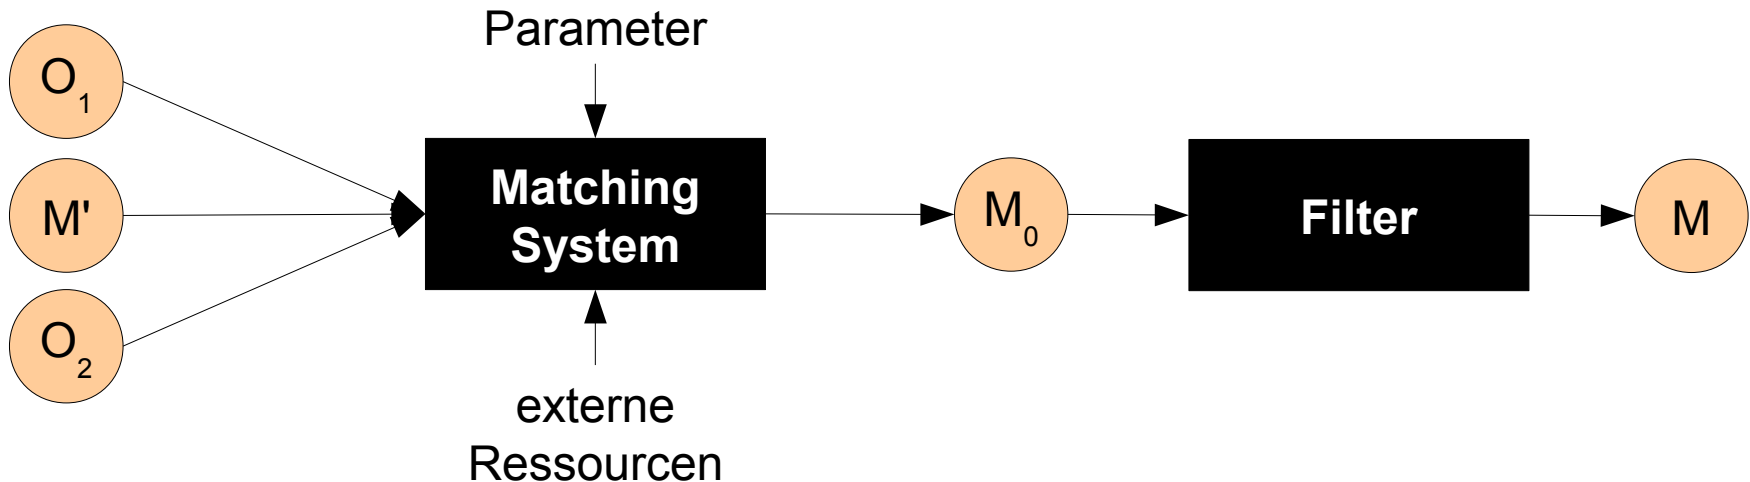 Parameter
O₁
M'
O₂
Matching
System
externe
Ressourcen
M₀
Filter
M